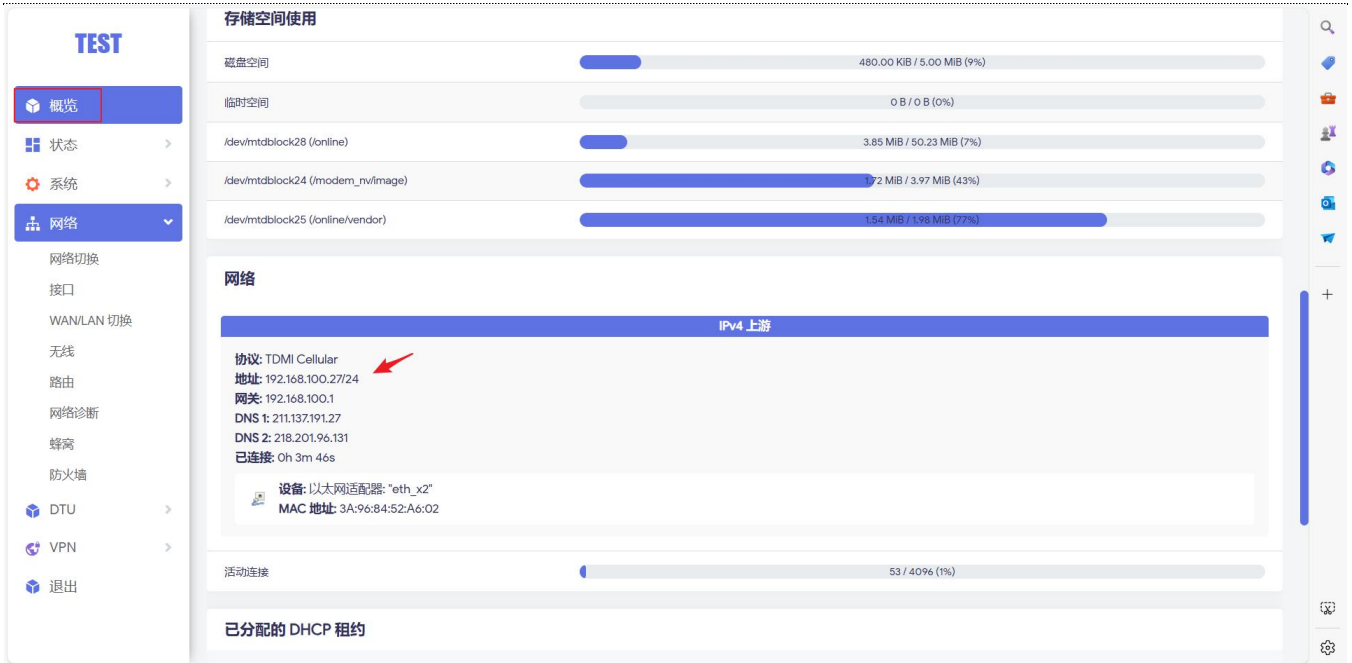 TEST
概览
状态
系统
网络
网络切换
接口
WAN/LAN 切换
无线
路由
网络诊断
蜂窝
防火墙
DTU
VPN
退出
存储空间使用
磁盘空间 480.00 KiB / 5.00 MiB (9%)
临时空间 0 B / 0 B (0%)
/dev/mtdblock28 (/online) 3.85 MiB / 50.23 MiB (7%)
/dev/mtdblock24 (/modem_nv/image) 1.72 MiB / 3.97 MiB (43%)
/dev/mtdblock25 (/online/vendor) 1.54 MiB / 1.98 MiB (77%)
网络
IPv4 上游
协议: TDMI Cellular
地址: 192.168.100.27/24
网关: 192.168.100.1
DNS 1: 211.137.191.27
DNS 2: 218.201.96.131
已连接: 0h 3m 46s
设备: 以太网适配器: "eth_x2"
MAC 地址: 3A:96:84:52:A6:02
活动连接 53 / 4096 (1%)
已分配的 DHCP 租约